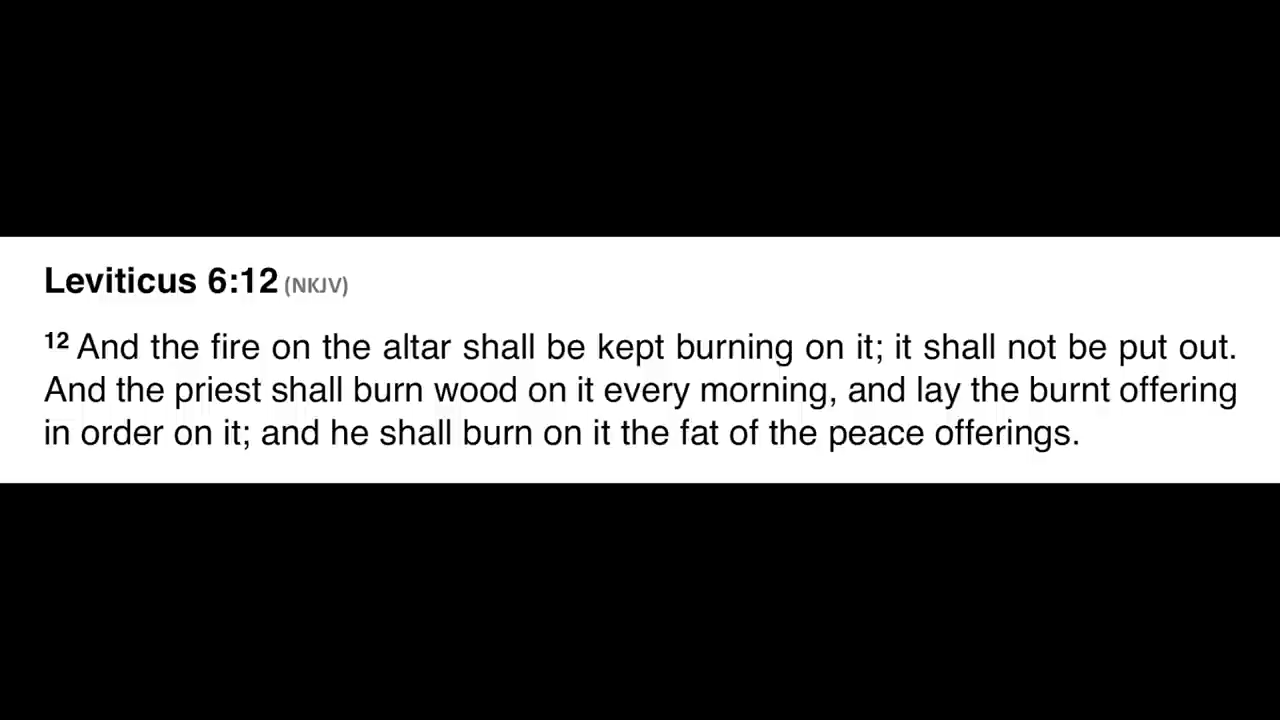 Leviticus 6:12 (NKJV)
12 And the fire on the altar shall be kept burning on it; it shall not be put out.
And the priest shall burn wood on it every morning, and lay the burnt offering
in order on it; and he shall burn on it the fat of the peace offerings.